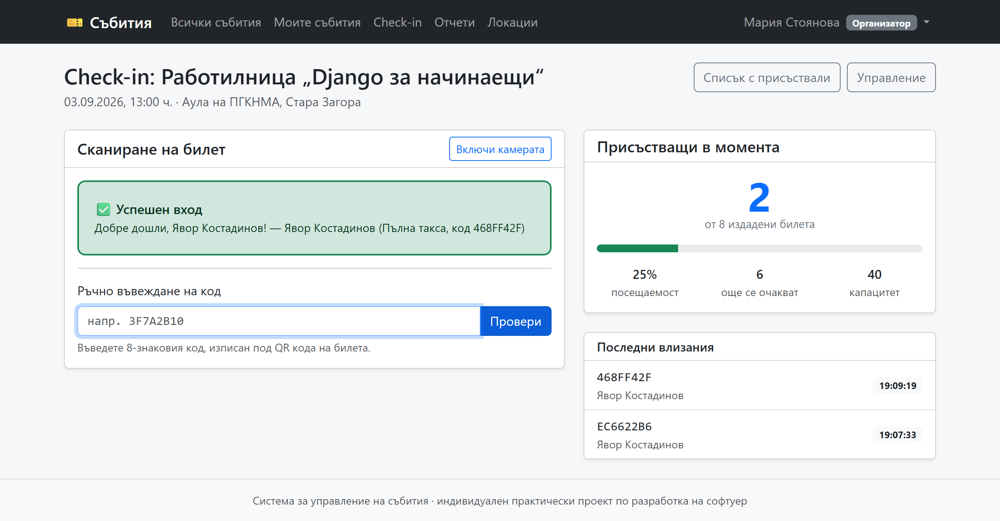 Събития Всички събития Моите събития Check-in Отчети Локации Мария Стоянова Организатор
Check-in: Работилница „Django за начинаещи“
Списък с присъствали Управление
03.09.2026, 13:00 ч. · Аула на ПГКНМА, Стара Загора
Сканиране на билет
Включи камерата
Успешен вход
Добре дошли, Явор Костадинов! — Явор Костадинов (Пълна такса, код 468FF42F)
Ръчно въвеждане на код
напр. 3F7A2B10
Провери
Въведете 8-знаковия код, изписан под QR кода на билета.
Присъстващи в момента
2
от 8 издадени билета
25% 6 40
посещаемост още се очакват капацитет
Последни влизания
468FF42F
Явор Костадинов
19:09:19
EC6622B6
Явор Костадинов
19:07:33
Система за управление на събития · индивидуален практически проект по разработка на софтуер